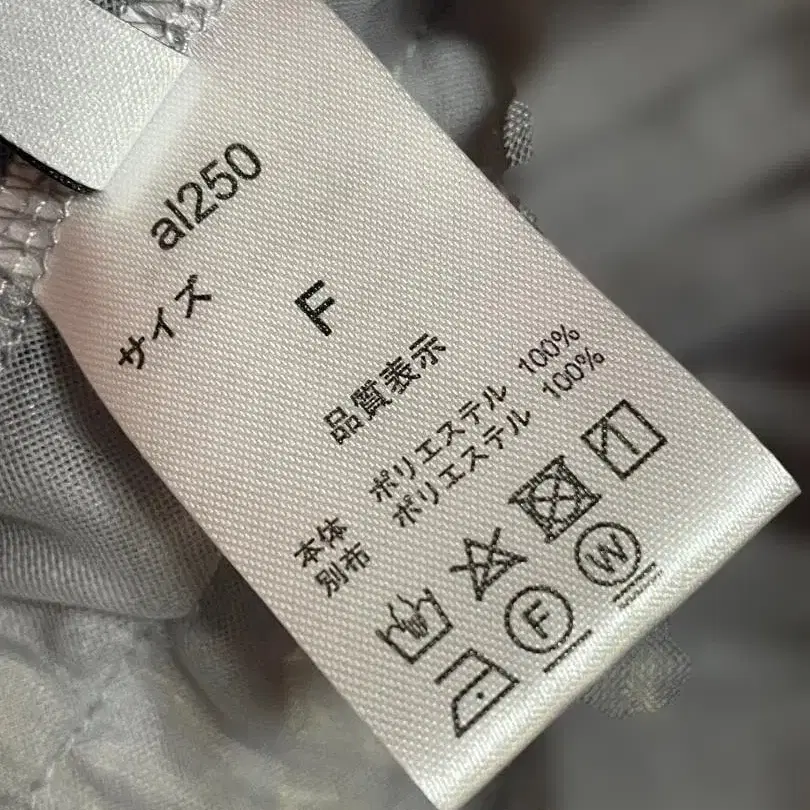 al250
サイズ
F
品質表示
本体 ポリエステル 100%
別布 ポリエステル 100%
F
W